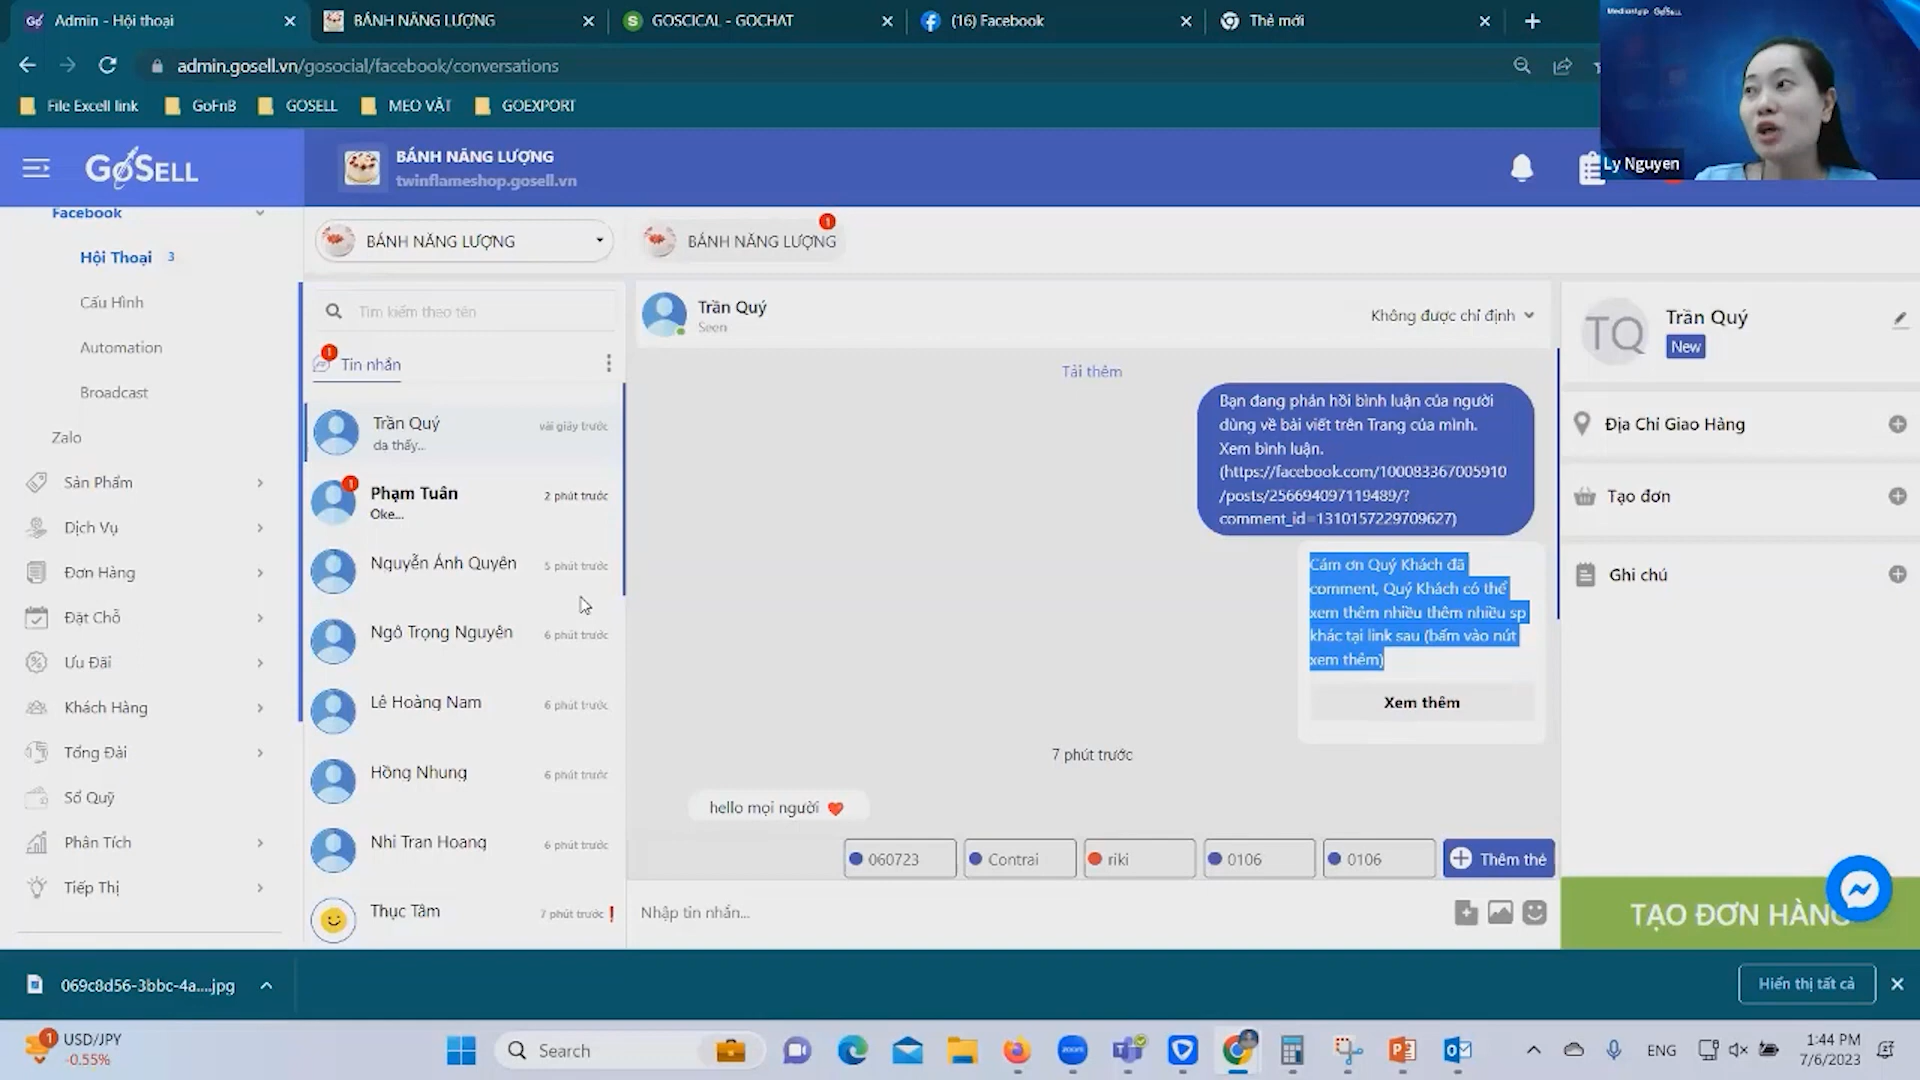 Admin - Hội thoại
BÁNH NĂNG LƯỢNG
GOSCICAL - GOCHAT
(16) Facebook
Thẻ mới
admin.gosell.vn/gosocial/facebook/conversations
File Excell link
GoFnB
GOSELL
MEO VẶT
GOEXPORT
Ly Nguyen
GOSELL
BÁNH NĂNG LƯỢNG
twinflameshop.gosell.vn
Facebook
Hội Thoại 3
Cấu Hình
Automation
Broadcast
Zalo
Sản Phẩm
Dịch Vụ
Đơn Hàng
Đặt Chỗ
Ưu Đãi
Khách Hàng
Tổng Đài
Sổ Quỹ
Phân Tích
Tiếp Thị
BÁNH NĂNG LƯỢNG
BÁNH NĂNG LƯỢNG
1
Tìm kiếm theo tên
1
Tin nhắn
Trần Quý
vài giây trước
da thấy...
1
Phạm Tuân
2 phút trước
Oke...
Nguyễn Ánh Quyên
5 phút trước
Ngô Trọng Nguyên
6 phút trước
Lê Hoàng Nam
6 phút trước
Hồng Nhung
6 phút trước
Nhi Tran Hoang
6 phút trước
Thục Tâm
7 phút trước
Trần Quý
Seen
Không được chỉ định
Tải thêm
Bạn đang phản hồi bình luận của người
dùng về bài viết trên Trang của mình.
Xem bình luận.
(https://facebook.com/100083367005910
/posts/256694097119489/?
comment_id=1310157229709627)
Cám ơn Quý Khách đã
comment, Quý Khách có thể
xem thêm nhiều thêm nhiều sp
khác tại link sau (bấm vào nút
xem thêm)
Xem thêm
7 phút trước
hello mọi người ❤️
060723
Contrai
riki
0106
0106
Thêm thẻ
Nhập tin nhắn...
TQ
Trần Quý
New
Địa Chỉ Giao Hàng
Tạo đơn
Ghi chú
TẠO ĐƠN HÀNG
069c8d56-3bbc-4a....jpg
Hiển thị tất cả
1
USD/JPY
-0.55%
Search
ENG
1:44 PM
7/6/2023